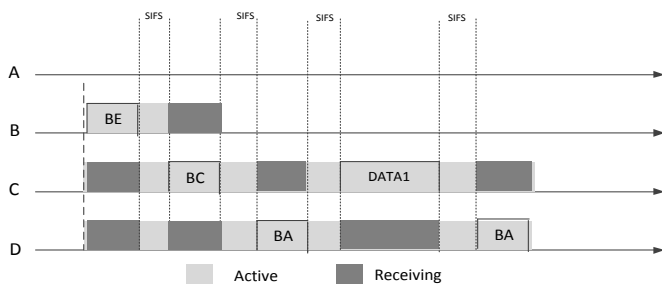 SIFS SIFS SIFS SIFS
A
B BE
C BC DATA1
D BA BA
Active Receiving